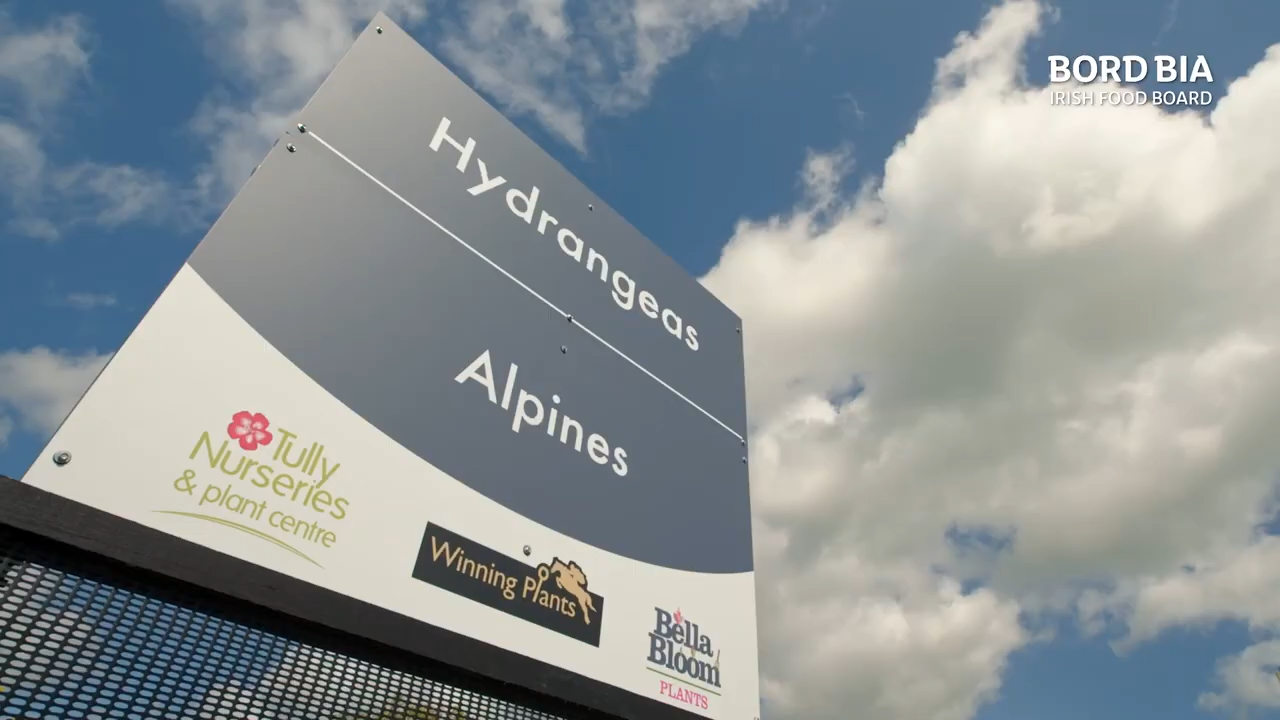 BORD BIA
IRISH FOOD BOARD
Hydrangeas
Alpines
Tully
Nurseries
& plant centre
Winning Plants
Bella
Bloom
PLANTS